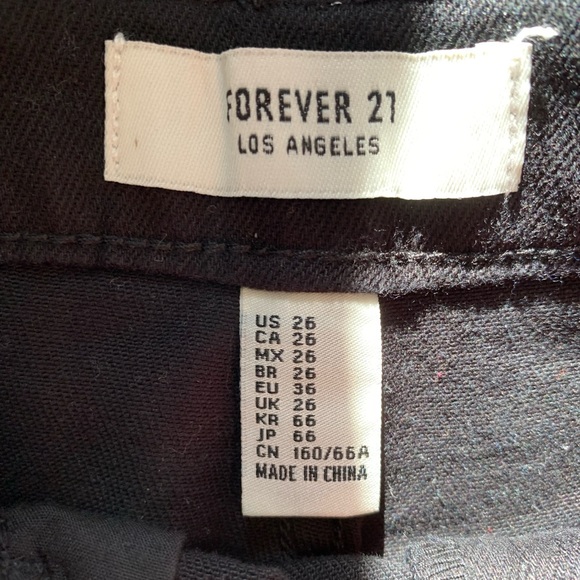 FOREVER 21
LOS ANGELES
US 26
CA 26
MX 26
BR 26
EU 36
UK 26
KR 66
JP 66
CN 160/66A
MADE IN CHINA